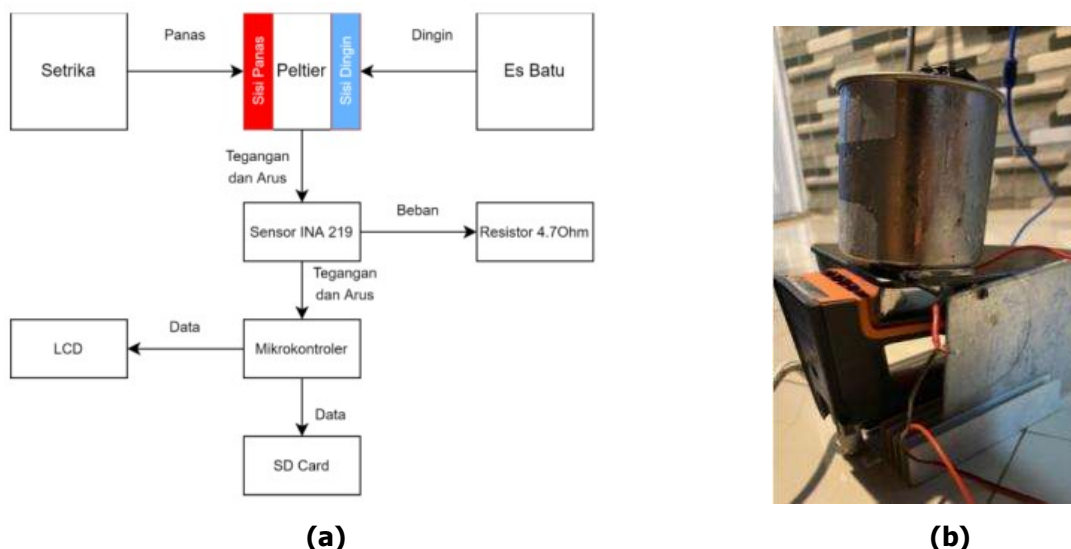 Setrika
Panas
Sisi Panas
Peltier
Sisi Dingin
Dingin
Es Batu
Tegangan
dan Arus
Sensor INA 219
Beban
Resistor 4.7Ohm
Tegangan
dan Arus
LCD
Data
Mikrokontroler
Data
SD Card
(a)
(b)